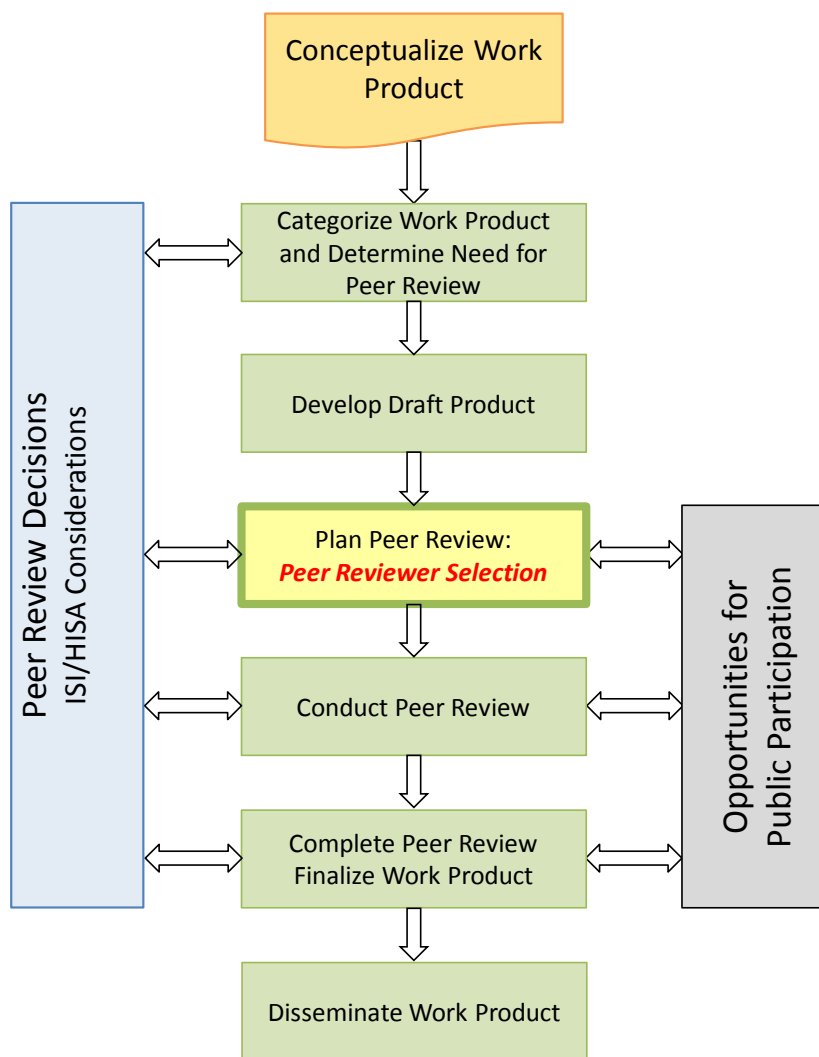 Conceptualize Work
Product
Categorize Work Product
and Determine Need for
Peer Review
Develop Draft Product
Plan Peer Review:
Peer Reviewer Selection
Conduct Peer Review
Complete Peer Review
Finalize Work Product
Disseminate Work Product
Peer Review Decisions
ISI/HISA Considerations
Opportunities for
Public Participation